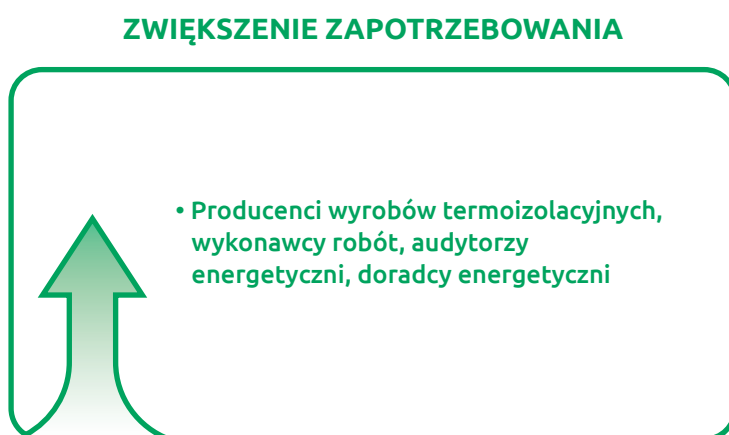 ZWIĘKSZENIE ZAPOTRZEBOWANIA
• Producenci wyrobów termoizolacyjnych,
wykonawcy robót, audytorzy
energetyczni, doradcy energetyczni